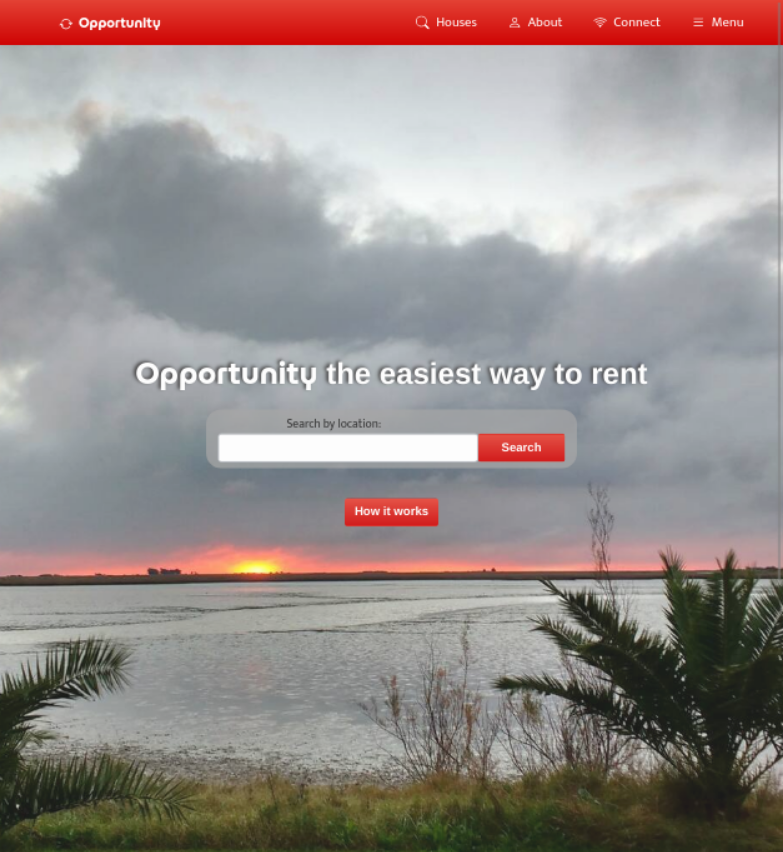 Opportunity Houses About Connect Menu
Opportunity the easiest way to rent
Search by location:
Search
How it works